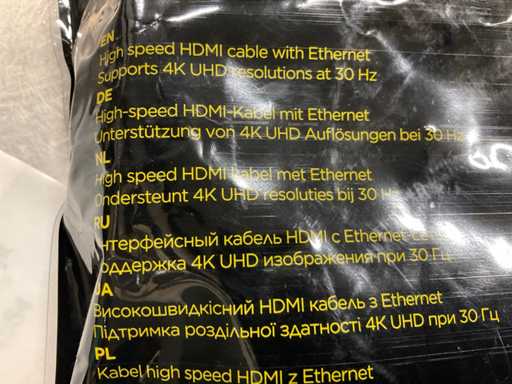 EN
High speed HDMI cable with Ethernet
Supports 4K UHD resolutions at 30 Hz
DE
High-speed HDMI-Kabel mit Ethernet
Unterstützung von 4K UHD Auflösungen bei 30 Hz
NL
High speed HDMI kabel met Ethernet
Ondersteunt 4K UHD resoluties bij 30 Hz
RU
Интерфейсный кабель HDMI с Ethernet
Поддержка 4K UHD изображения при 30 Гц
UA
Високошвидкісний HDMI кабель з Ethernet
Підтримка роздільної здатності 4K UHD при 30 Гц
PL
Kabel high speed HDMI z Ethernet